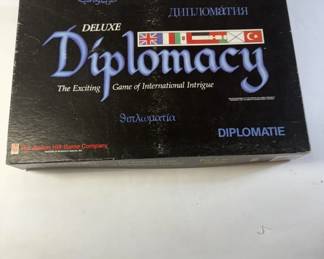 ДИПЛОМАТИЯ
DELUXE
Diplomacy
The Exciting Game of International Intrigue
διπλωματία
DIPLOMATIE
The Avalon Hill Game Company